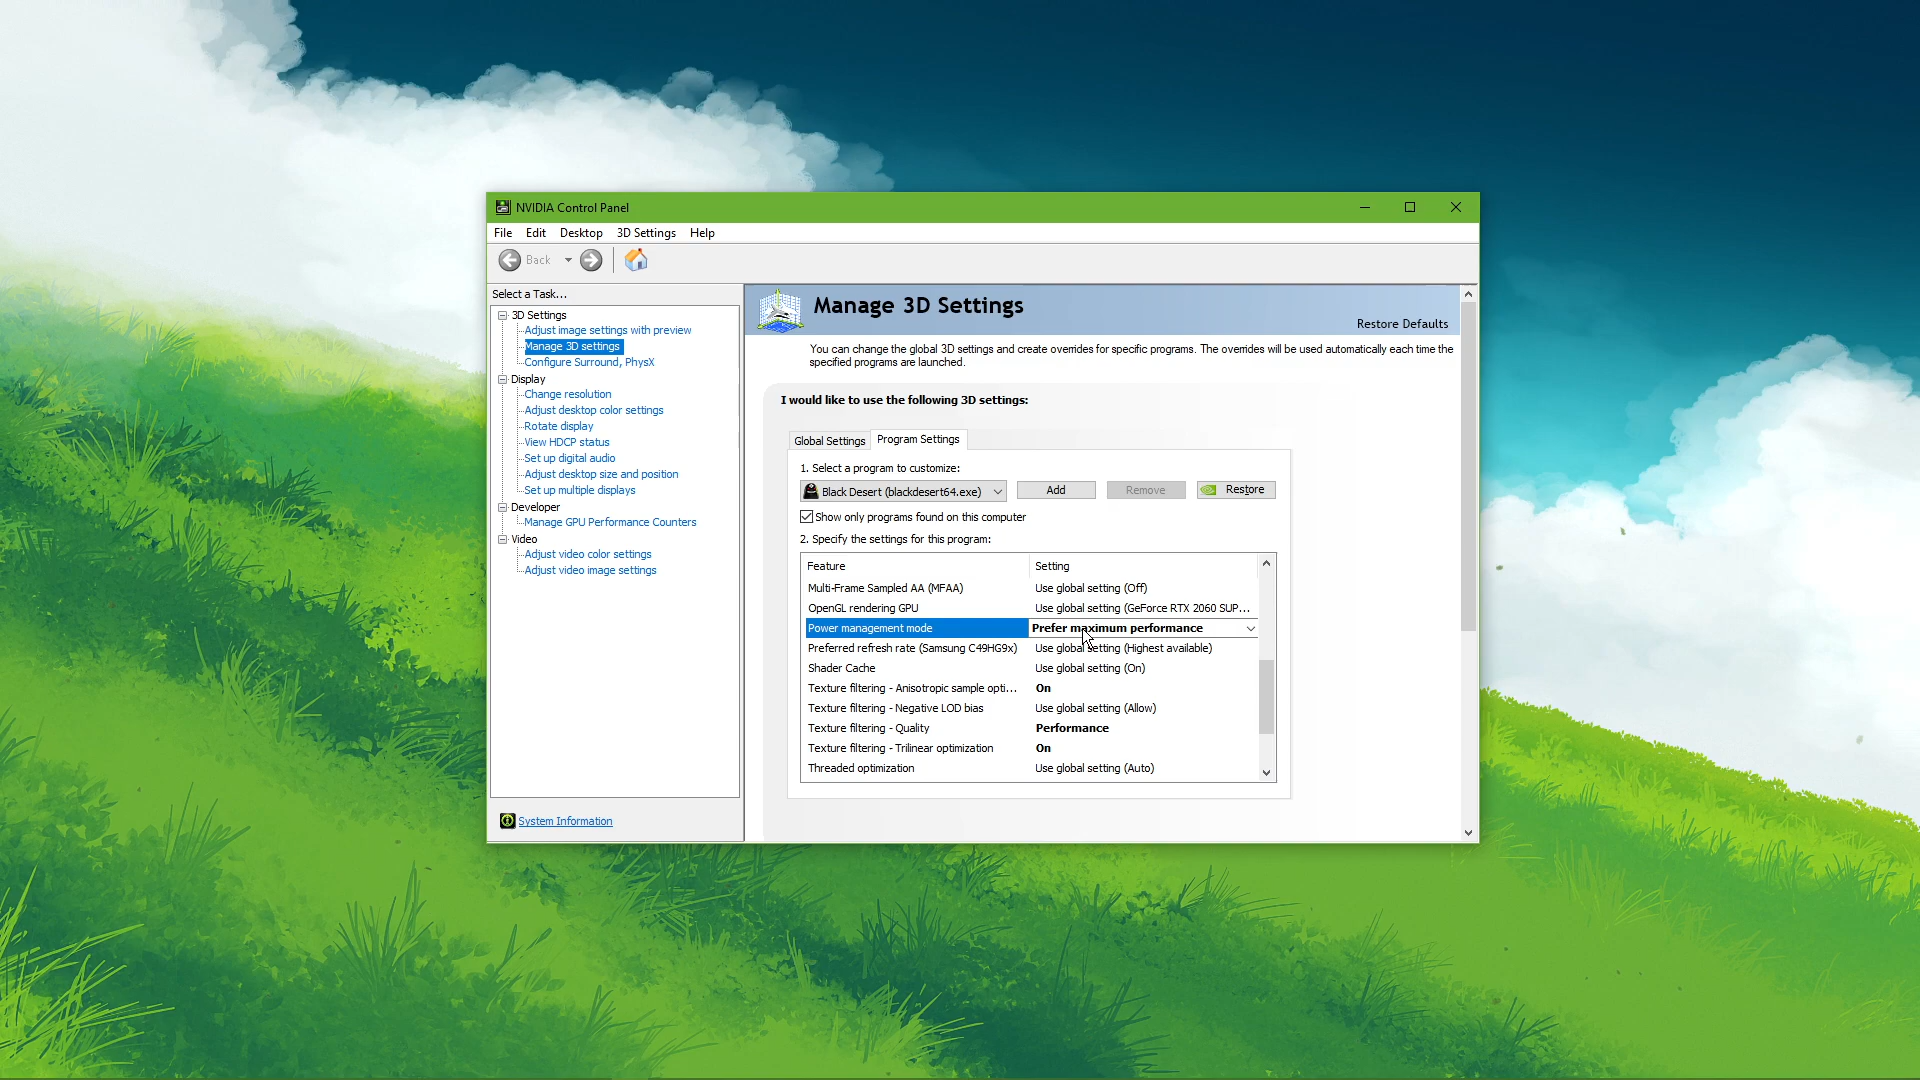 NVIDIA Control Panel
File Edit Desktop 3D Settings Help
Back
Select a Task...
3D Settings
Adjust image settings with preview
Manage 3D settings
Configure Surround, PhysX
Display
Change resolution
Adjust desktop color settings
Rotate display
View HDCP status
Set up digital audio
Adjust desktop size and position
Set up multiple displays
Developer
Manage GPU Performance Counters
Video
Adjust video color settings
Adjust video image settings
System Information
Manage 3D Settings
Restore Defaults
You can change the global 3D settings and create overrides for specific programs. The overrides will be used automatically each time the
specified programs are launched.
I would like to use the following 3D settings:
Global Settings Program Settings
1. Select a program to customize:
Black Desert (blackdesert64.exe) Add Remove Restore
Show only programs found on this computer
2. Specify the settings for this program:
Feature Setting
Multi-Frame Sampled AA (MFAA) Use global setting (Off)
OpenGL rendering GPU Use global setting (GeForce RTX 2060 SUP...
Power management mode Prefer maximum performance
Preferred refresh rate (Samsung C49HG9x) Use global setting (Highest available)
Shader Cache Use global setting (On)
Texture filtering - Anisotropic sample opti... On
Texture filtering - Negative LOD bias Use global setting (Allow)
Texture filtering - Quality Performance
Texture filtering - Trilinear optimization On
Threaded optimization Use global setting (Auto)